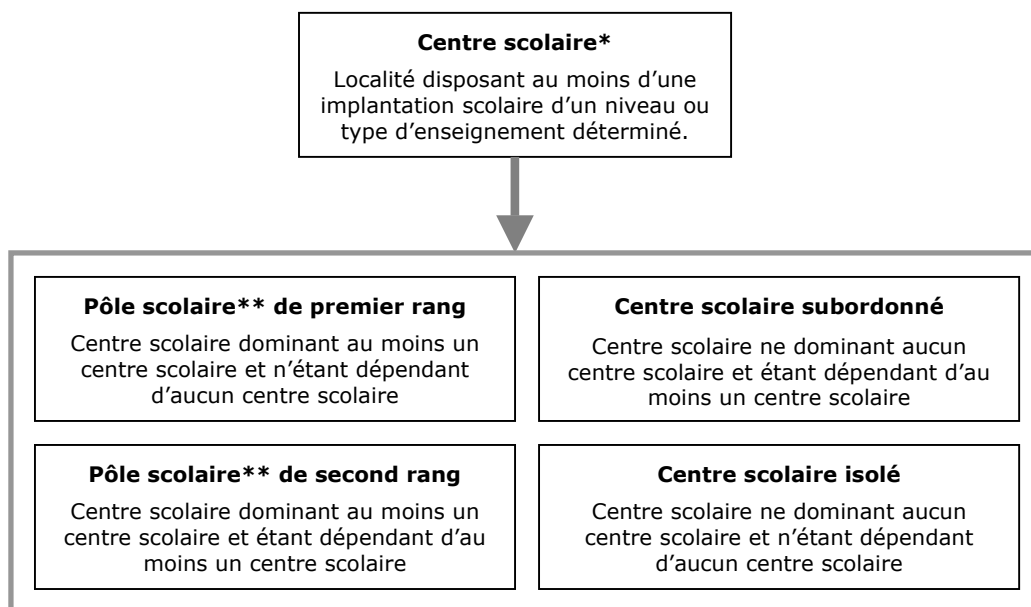 Centre scolaire*
Localité disposant au moins d’une
implantation scolaire d’un niveau ou
type d’enseignement déterminé.
Pôle scolaire** de premier rang
Centre scolaire dominant au moins un
centre scolaire et n’étant dépendant
d’aucun centre scolaire
Centre scolaire subordonné
Centre scolaire ne dominant aucun
centre scolaire et étant dépendant d’au
moins un centre scolaire
Pôle scolaire** de second rang
Centre scolaire dominant au moins un
centre scolaire et étant dépendant d’au
moins un centre scolaire
Centre scolaire isolé
Centre scolaire ne dominant aucun
centre scolaire et n’étant dépendant
d’aucun centre scolaire